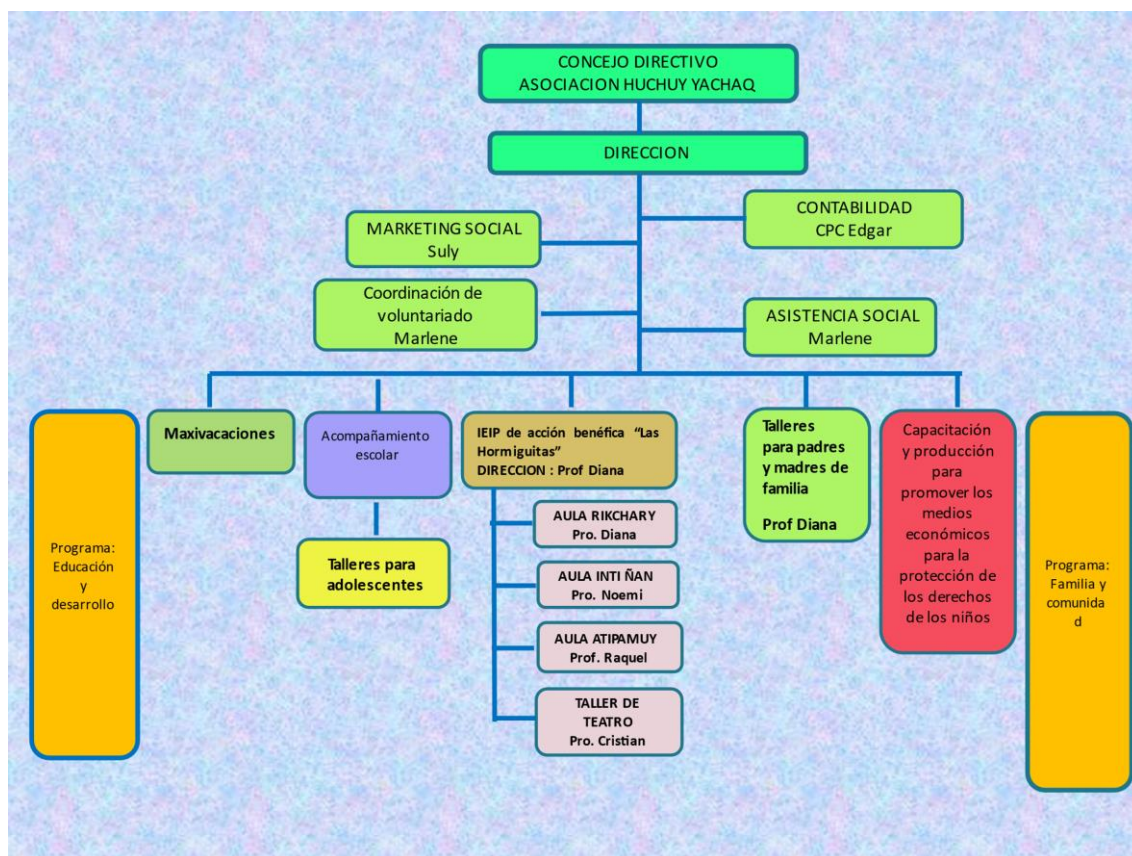 CONCEJO DIRECTIVO
ASOCIACION HUCHUY YACHAQ
DIRECCION
CONTABILIDAD
CPC Edgar
MARKETING SOCIAL
Suly
Coordinación de
voluntariado
Marlene
ASISTENCIA SOCIAL
Marlene
Programa:
Educación
y
desarrollo
Maxivacaciones
Acompañamiento
escolar
Talleres para
adolescentes
IEIP de acción benéfica “Las
Hormiguitas”
DIRECCION : Prof Diana
AULA RIKCHARY
Pro. Diana
AULA INTI ÑAN
Pro. Noemi
AULA ATIPAMUY
Prof. Raquel
TALLER DE
TEATRO
Pro. Cristian
Talleres
para padres
y madres de
familia
Prof Diana
Capacitación
y producción
para
promover los
medios
económicos
para la
protección de
los derechos
de los niños
Programa:
Familia y
comunida
d